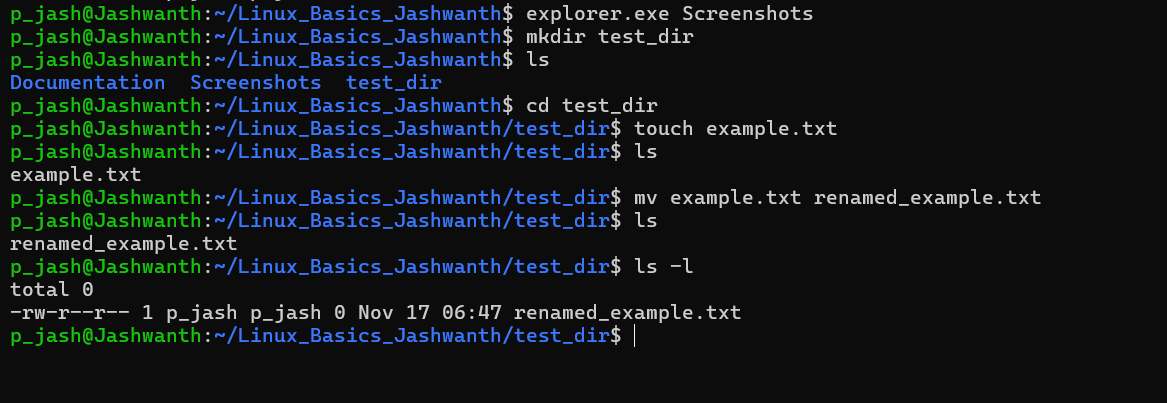 p_jash@Jashwanth:~/Linux_Basics_Jashwanth$ explorer.exe Screenshots
p_jash@Jashwanth:~/Linux_Basics_Jashwanth$ mkdir test_dir
p_jash@Jashwanth:~/Linux_Basics_Jashwanth$ ls
Documentation  Screenshots  test_dir
p_jash@Jashwanth:~/Linux_Basics_Jashwanth$ cd test_dir
p_jash@Jashwanth:~/Linux_Basics_Jashwanth/test_dir$ touch example.txt
p_jash@Jashwanth:~/Linux_Basics_Jashwanth/test_dir$ ls
example.txt
p_jash@Jashwanth:~/Linux_Basics_Jashwanth/test_dir$ mv example.txt renamed_example.txt
p_jash@Jashwanth:~/Linux_Basics_Jashwanth/test_dir$ ls
renamed_example.txt
p_jash@Jashwanth:~/Linux_Basics_Jashwanth/test_dir$ ls -l
total 0
-rw-r--r-- 1 p_jash p_jash 0 Nov 17 06:47 renamed_example.txt
p_jash@Jashwanth:~/Linux_Basics_Jashwanth/test_dir$